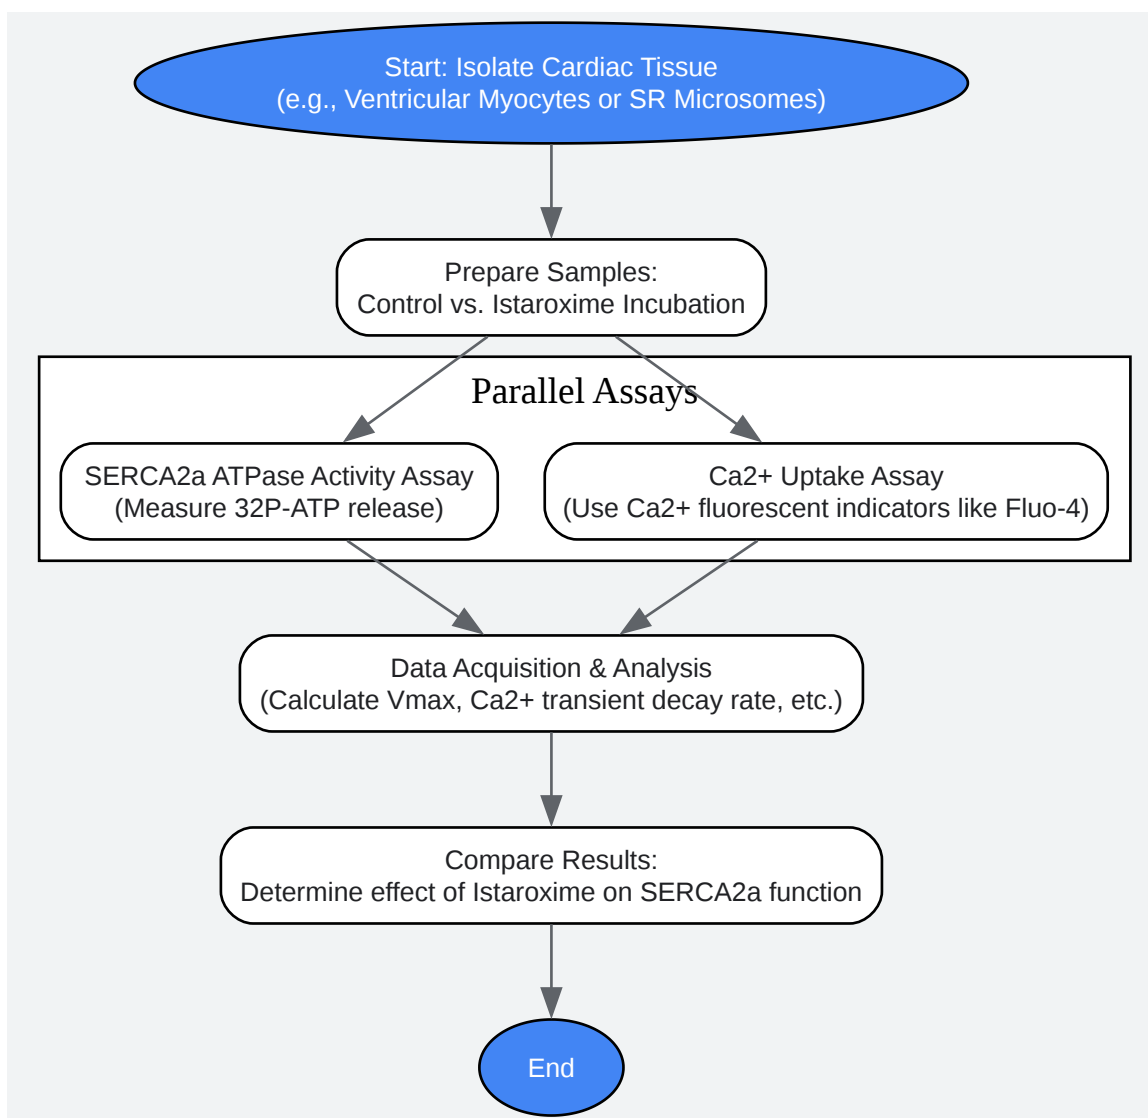 Start: Isolate Cardiac Tissue
(e.g., Ventricular Myocytes or SR Microsomes)
Prepare Samples:
Control vs. Istaroxime Incubation
Parallel Assays
SERCA2a ATPase Activity Assay
(Measure 32P-ATP release)
Ca2+ Uptake Assay
(Use Ca2+ fluorescent indicators like Fluo-4)
Data Acquisition & Analysis
(Calculate Vmax, Ca2+ transient decay rate, etc.)
Compare Results:
Determine effect of Istaroxime on SERCA2a function
End